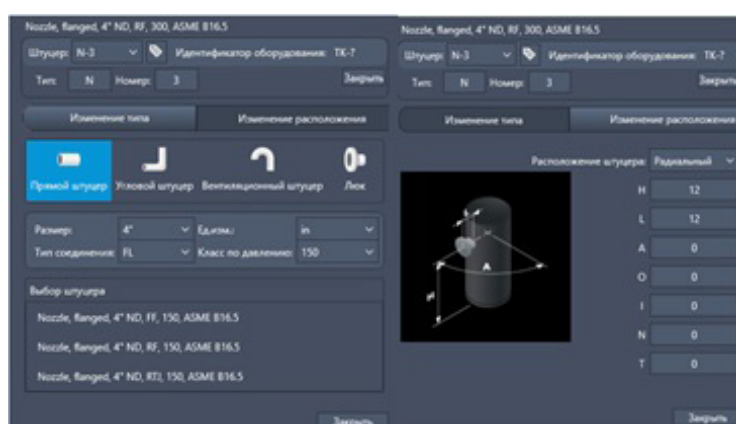 Nozzle, flanged, 4" ND, RF, 300, ASME B16.5
Штуцер: N-3 Идентификатор оборудования: TK-?
Тип: N Номер: 3 Закрыть
Изменение типа Изменение расположения
Прямой штуцер Угловой штуцер Вентиляционный штуцер Люк
Размер: 4" Ед.изм.: in
Тип соединения: FL Класс по давлению: 150
Выбор штуцера
Nozzle, flanged, 4" ND, FF, 150, ASME B16.5
Nozzle, flanged, 4" ND, RF, 150, ASME B16.5
Nozzle, flanged, 4" ND, RTJ, 150, ASME B16.5
Закрыть
Nozzle, flanged, 4" ND, RF, 300, ASME B16.5
Штуцер: N-3 Идентификатор оборудования: TK-?
Тип: N Номер: 3 Закрыть
Изменение типа Изменение расположения
Расположение штуцера: Радиальный
H 12
L 12
A 0
O 0
I 0
N 0
T 0
L
A
H
Закрыть